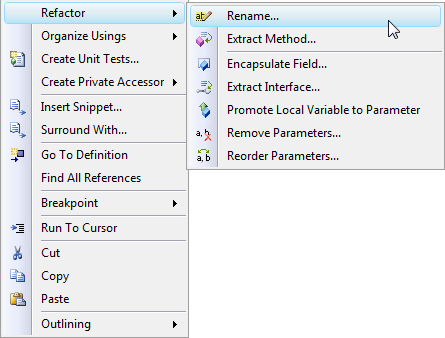 Refactor
Organize Usings
Create Unit Tests...
Create Private Accessor
Insert Snippet...
Surround With...
Go To Definition
Find All References
Breakpoint
Run To Cursor
Cut
Copy
Paste
Outlining
Rename...
Extract Method...
Encapsulate Field...
Extract Interface...
Promote Local Variable to Parameter
Remove Parameters...
Reorder Parameters...